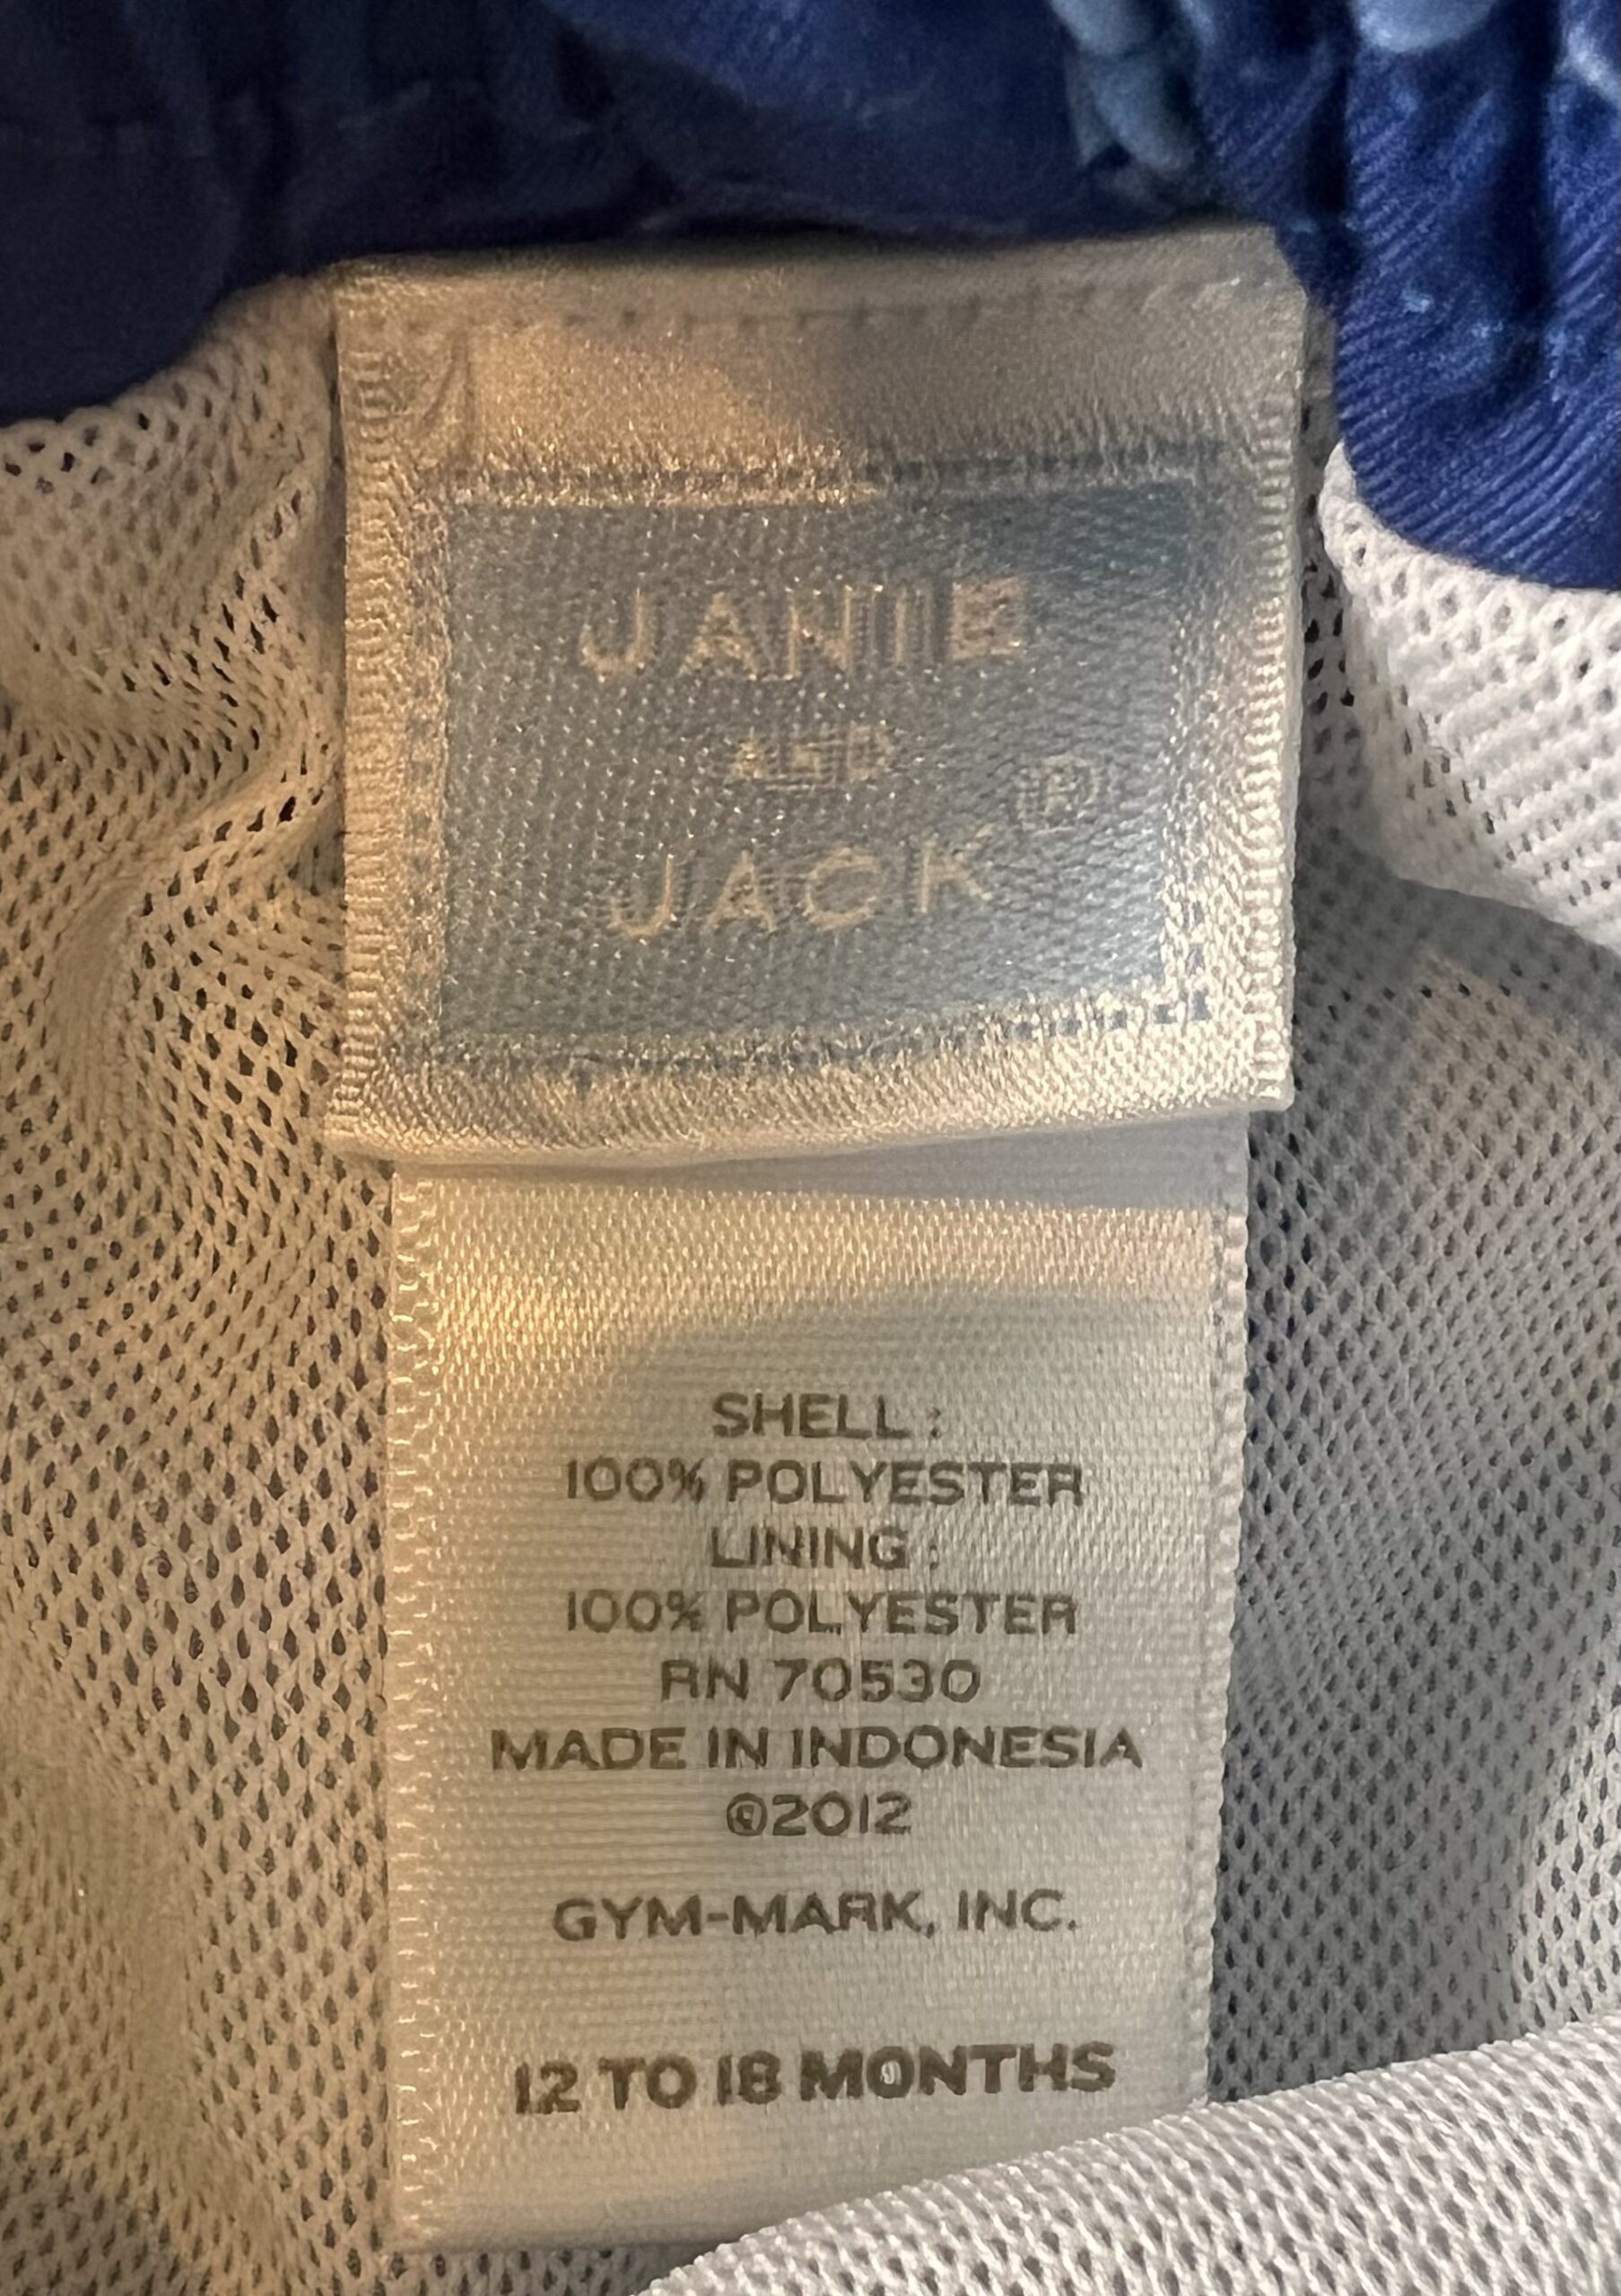 JANIE
AND
JACK®
SHELL :
100% POLYESTER
LINING :
100% POLYESTER
RN 70530
MADE IN INDONESIA
©2012
GYM-MARK, INC.
12 TO 18 MONTHS